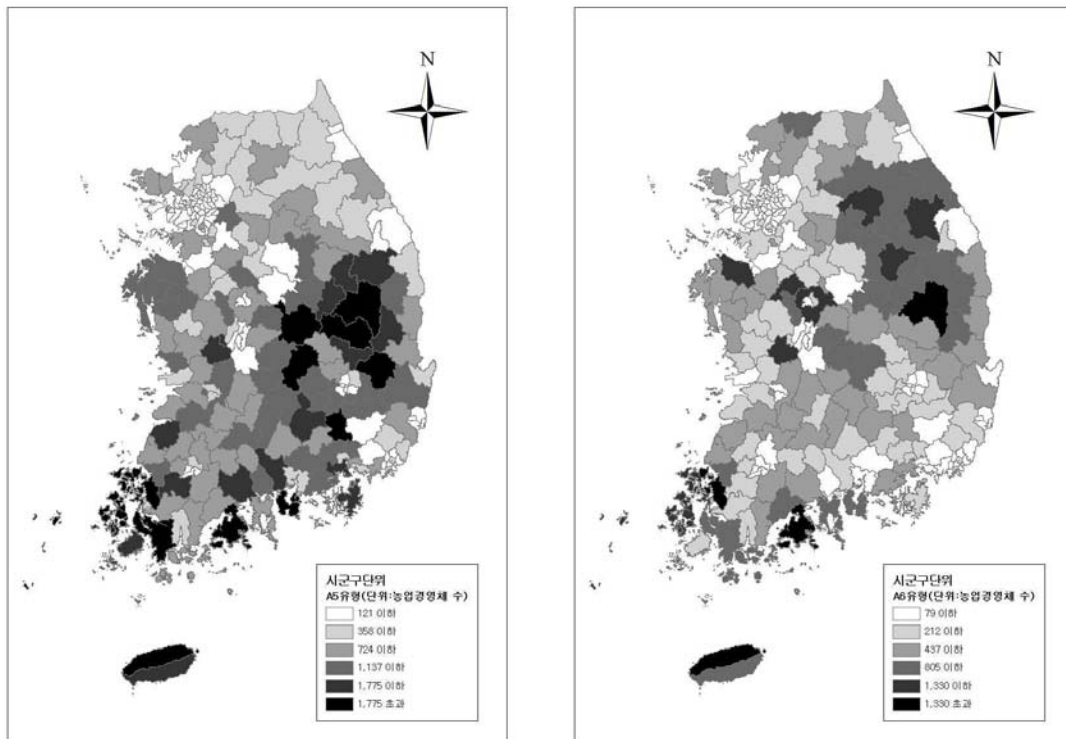 N
시군구단위
A5유형(단위:농업경영체 수)
121 이하
358 이하
724 이하
1,137 이하
1,775 이하
1,775 초과
N
시군구단위
A6유형(단위:농업경영체 수)
79 이하
212 이하
437 이하
805 이하
1,330 이하
1,330 초과